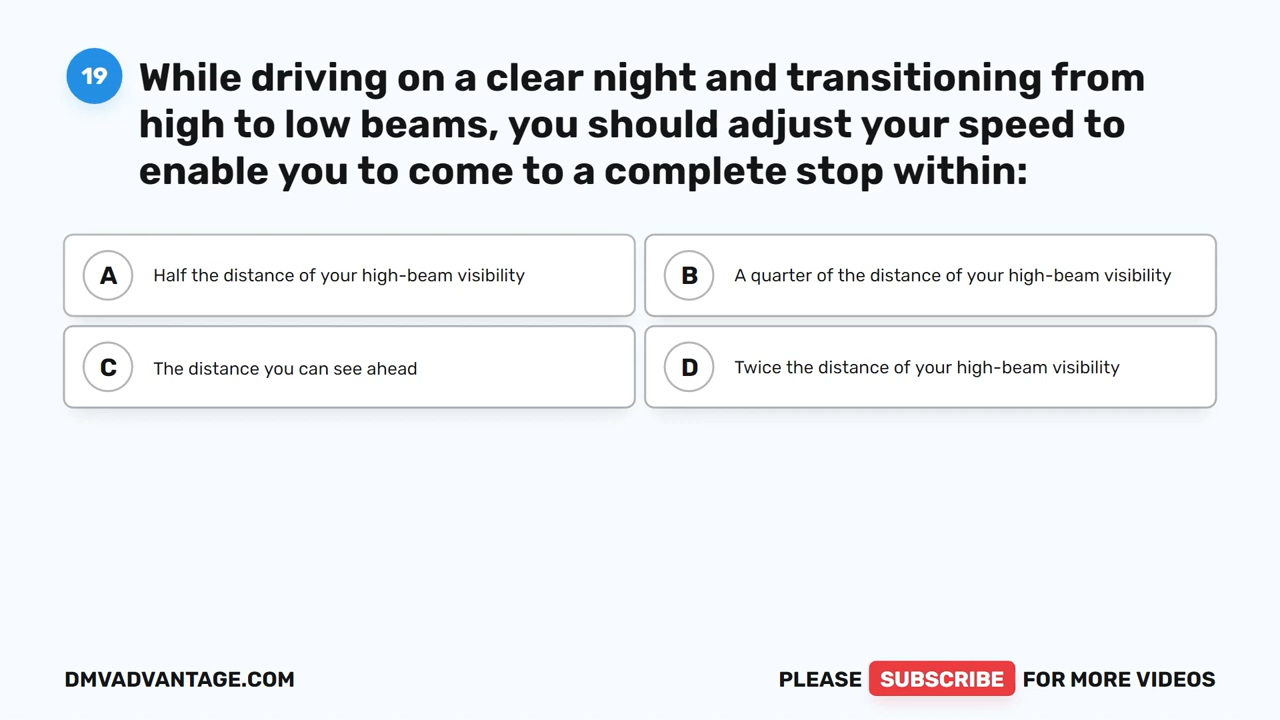 19
While driving on a clear night and transitioning from
high to low beams, you should adjust your speed to
enable you to come to a complete stop within:
A Half the distance of your high-beam visibility
B A quarter of the distance of your high-beam visibility
C The distance you can see ahead
D Twice the distance of your high-beam visibility
DMVADVANTAGE.COM
PLEASE SUBSCRIBE FOR MORE VIDEOS